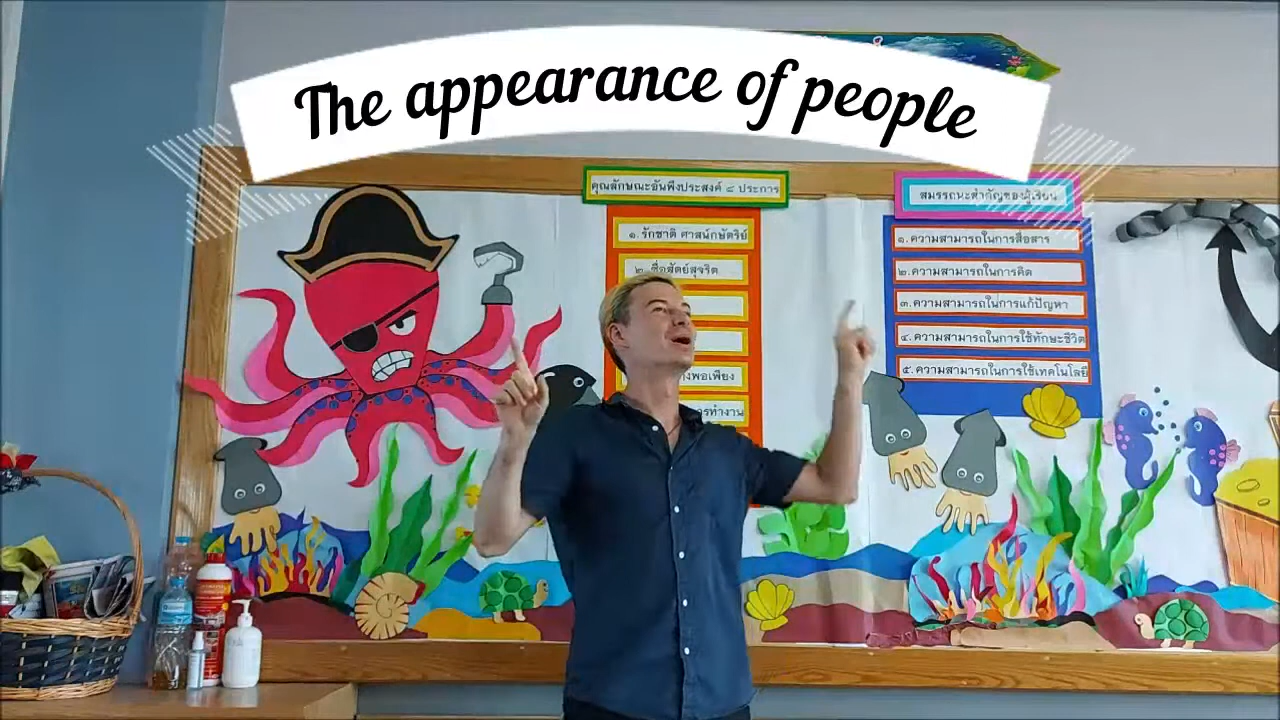 The appearance of people
คุณลักษณะอันพึงประสงค์ ๘ ประการ
๑. รักชาติ ศาสน์กษัตริย์
๒. ซื่อสัตย์สุจริต
พอเพียง
สมรรถนะสำคัญของผู้เรียน
๑.ความสามารถในการสื่อสาร
๒.ความสามารถในการคิด
๓.ความสามารถในการแก้ปัญหา
๔.ความสามารถในการใช้ทักษะชีวิต
๕.ความสามารถในการใช้เทคโนโลยี